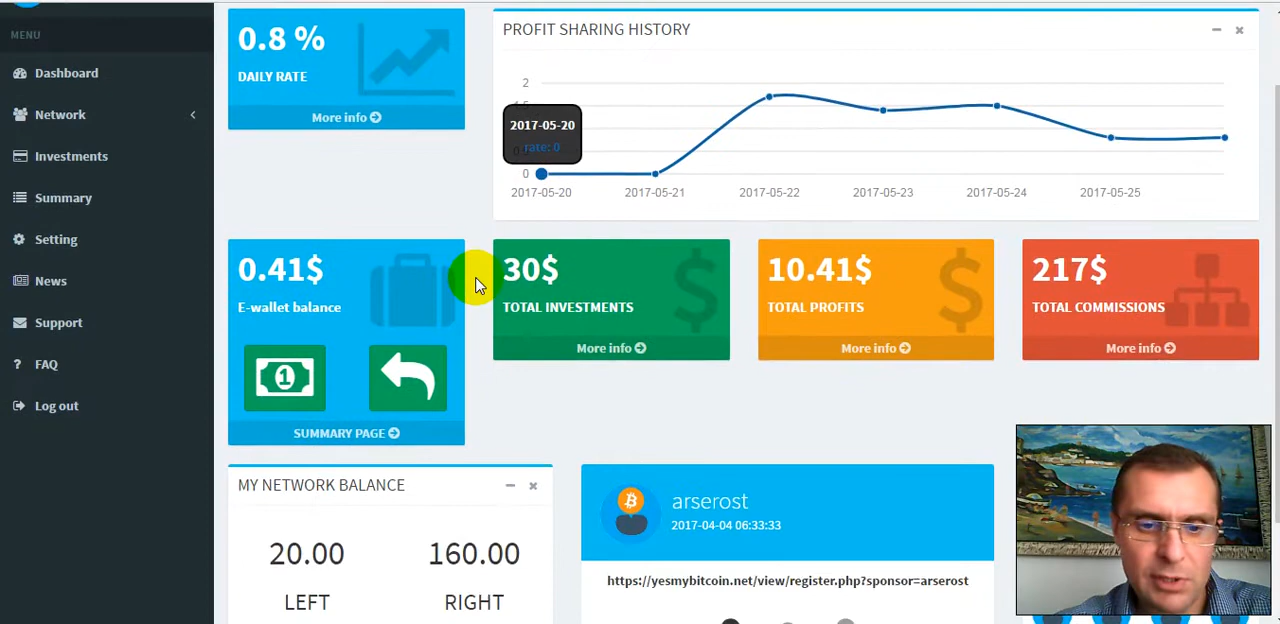 MENU
Dashboard
Network
Investments
Summary
Setting
News
Support
? FAQ
Log out
0.8 %
DAILY RATE
More info
PROFIT SHARING HISTORY
2
0
2017-05-20
rate: 0
2017-05-20
2017-05-21
2017-05-22
2017-05-23
2017-05-24
2017-05-25
0.41$
E-wallet balance
1
SUMMARY PAGE
30$
TOTAL INVESTMENTS
More info
10.41$
TOTAL PROFITS
More info
217$
TOTAL COMMISSIONS
More info
MY NETWORK BALANCE
20.00
160.00
LEFT
RIGHT
arserost
2017-04-04 06:33:33
https://yesmybitcoin.net/view/register.php?sponsor=arserost